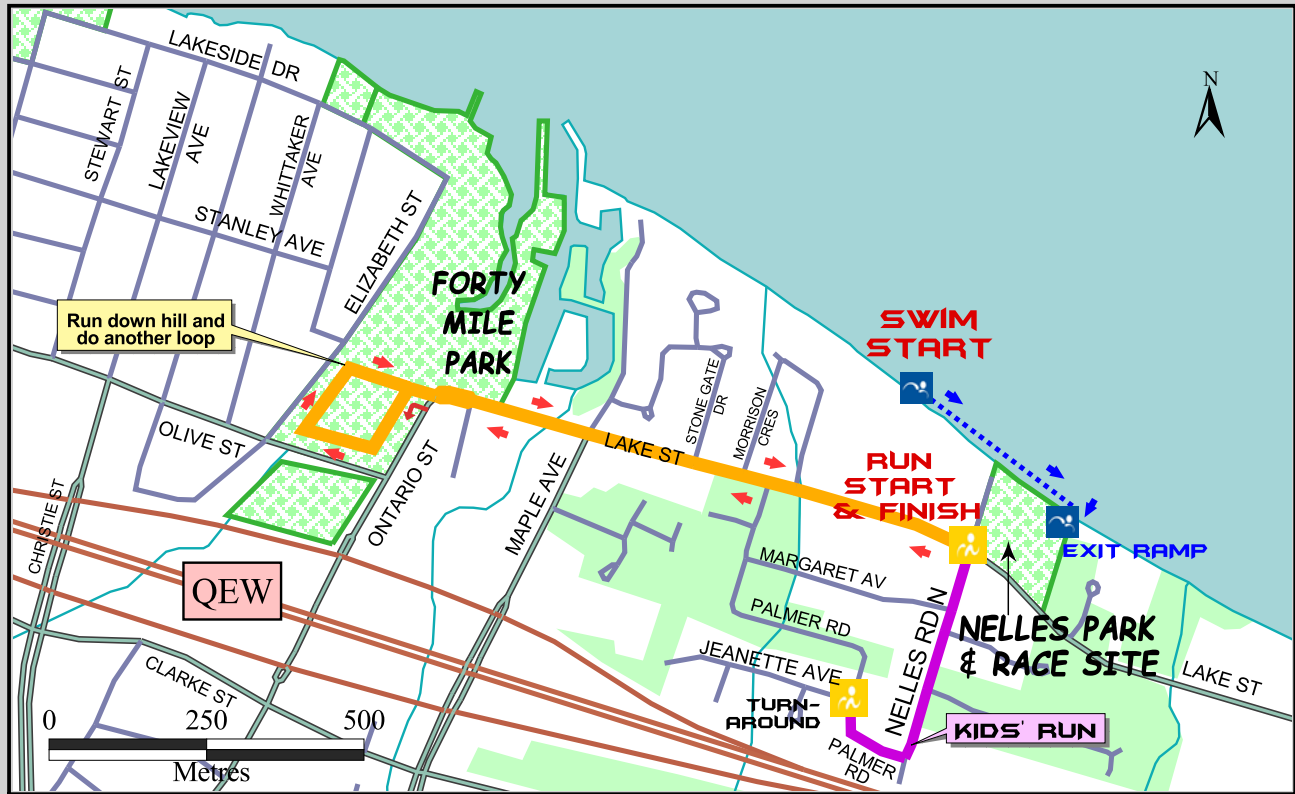 LAKESIDE DR
STEWART ST
LAKEVIEW
AVE
WHITTAKER
AVE
STANLEY AVE
ELIZABETH ST
N
FORTY
MILE
PARK
Run down hill and
do another loop
SWIM
START
STONE GATE
DR
MORRISON
CRES
OLIVE ST
LAKE ST
RUN
START
& FINISH
EXIT RAMP
CHRISTIE ST
ONTARIO ST
MAPLE AVE
QEW
MARGARET AV
PALMER RD
NELLES RD N
NELLES PARK
& RACE SITE
JEANETTE AVE
LAKE ST
CLARKE ST
TURN-
AROUND
KIDS' RUN
PALMER
RD
0 250 500
Metres